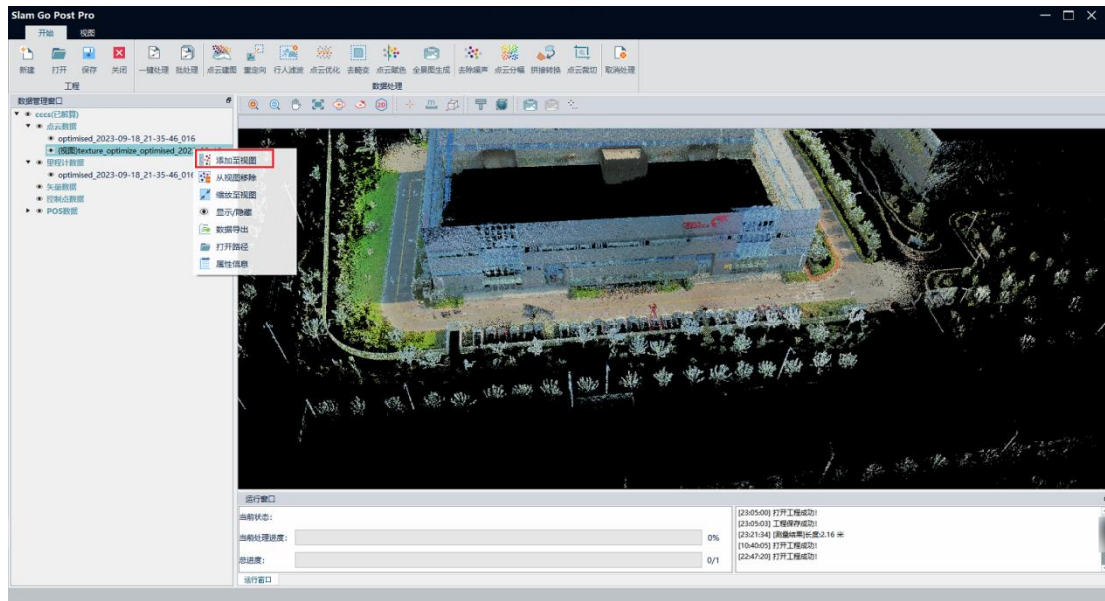 Slam Go Post Pro
开始 视图
新建 打开 保存 关闭 一键处理 批处理 点云建图 重定向 行人滤波 点云优化 去畸变 点云赋色 全景图生成 去除噪声 点云分幅 拼接转换 点云裁切 取消处理
工程 数据处理
数据管理窗口
cccs(已解算)
点云数据
optimised_2023-09-18_21-35-46_016
(视图)texture_optimize_optimised_202
里程计数据
optimised_2023-09-18_21-35-46_016
矢量数据
控制点数据
POS数据
添加至视图
从视图移除
缩放至视图
显示/隐藏
数据导出
打开路径
属性信息
运行窗口
当前状态:
当前处理进度: 0%
总进度: 0/1
[23:05:00] 打开工程成功!
[23:05:03] 工程保存成功!
[23:21:34] [测量结果]长度:2.16 米
[10:40:05] 打开工程成功!
[22:47:20] 打开工程成功!
运行窗口